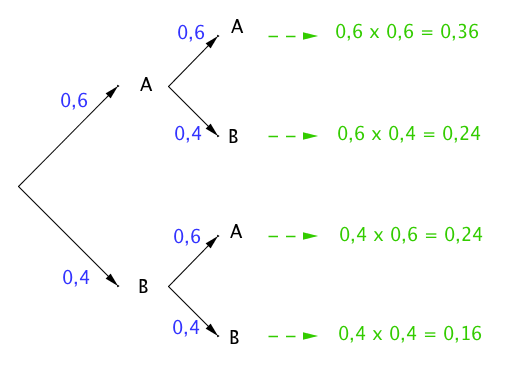 0,6 A 0,6 x 0,6 = 0,36
0,6 A
0,4 B 0,6 x 0,4 = 0,24
0,6 A 0,4 x 0,6 = 0,24
0,4 B
0,4 B 0,4 x 0,4 = 0,16